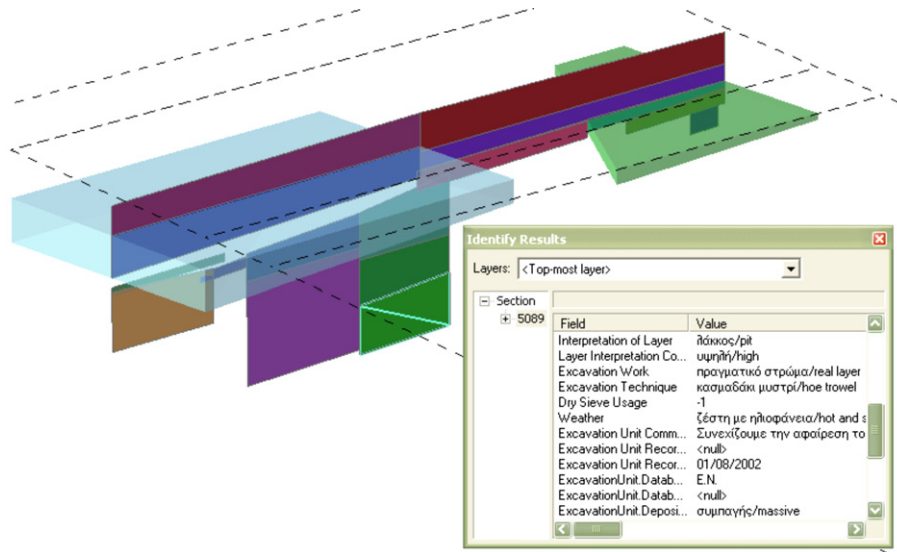 Identify Results
Layers: <Top-most layer>
Section
5089
Field Value
Interpretation of Layer λάκκος/pit
Layer Interpretation Co... υψηλή/high
Excavation Work πραγματικό στρώμα/real layer
Excavation Technique κασμαδάκι μυστρί/hoe trowel
Dry Sieve Usage -1
Weather ζέστη με ηλιοφάνεια/hot and s
Excavation Unit Comm... Συνεχίζουμε την αφαίρεση το
Excavation Unit Recor... <null>
Excavation Unit Recor... 01/08/2002
ExcavationUnit.Datab... E.N.
ExcavationUnit.Datab... <null>
ExcavationUnit.Deposi... συμπαγής/massive